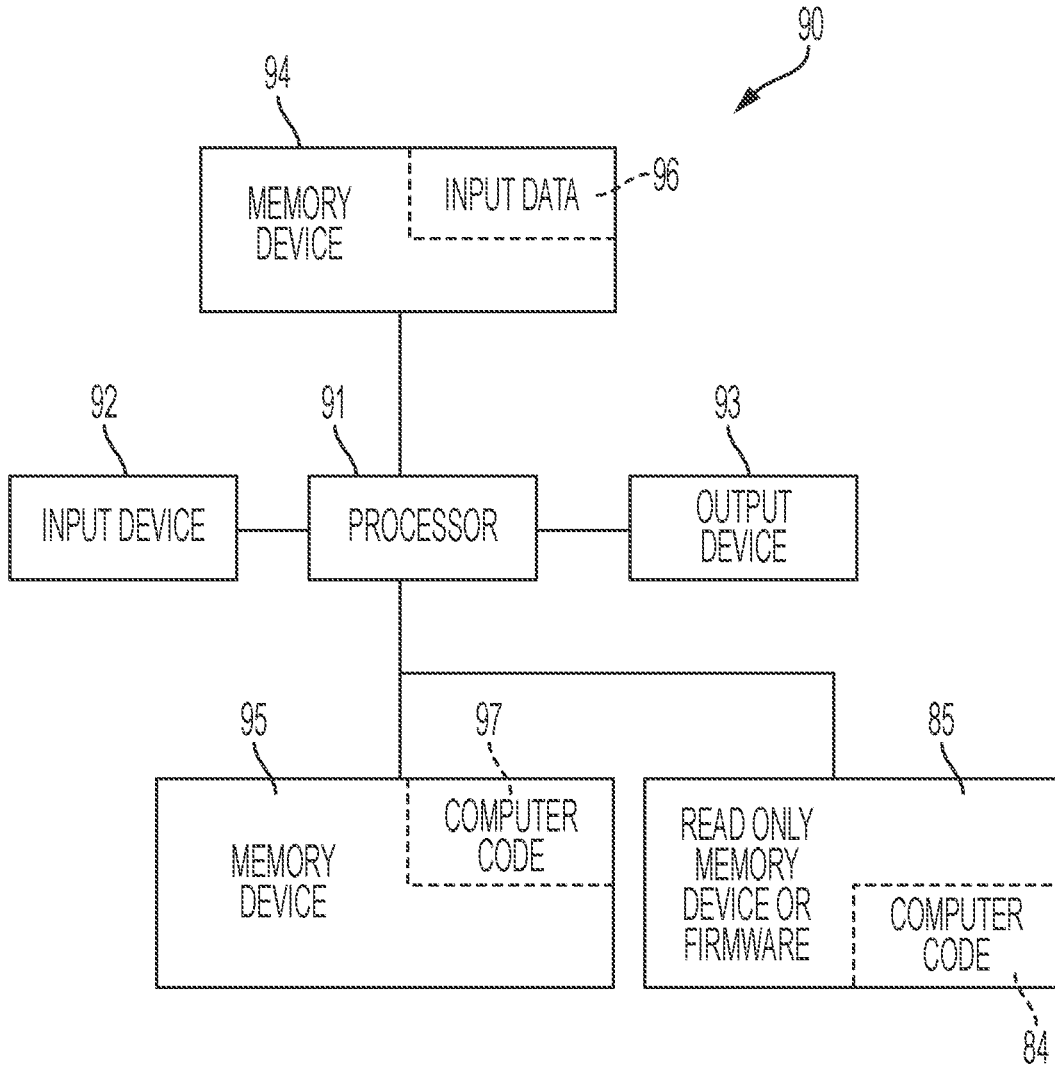 90
94
MEMORY
DEVICE
INPUT DATA
96
92
91
93
INPUT DEVICE
PROCESSOR
OUTPUT
DEVICE
95
97
85
MEMORY
DEVICE
COMPUTER
CODE
READ ONLY
MEMORY
DEVICE OR
FIRMWARE
COMPUTER
CODE
84